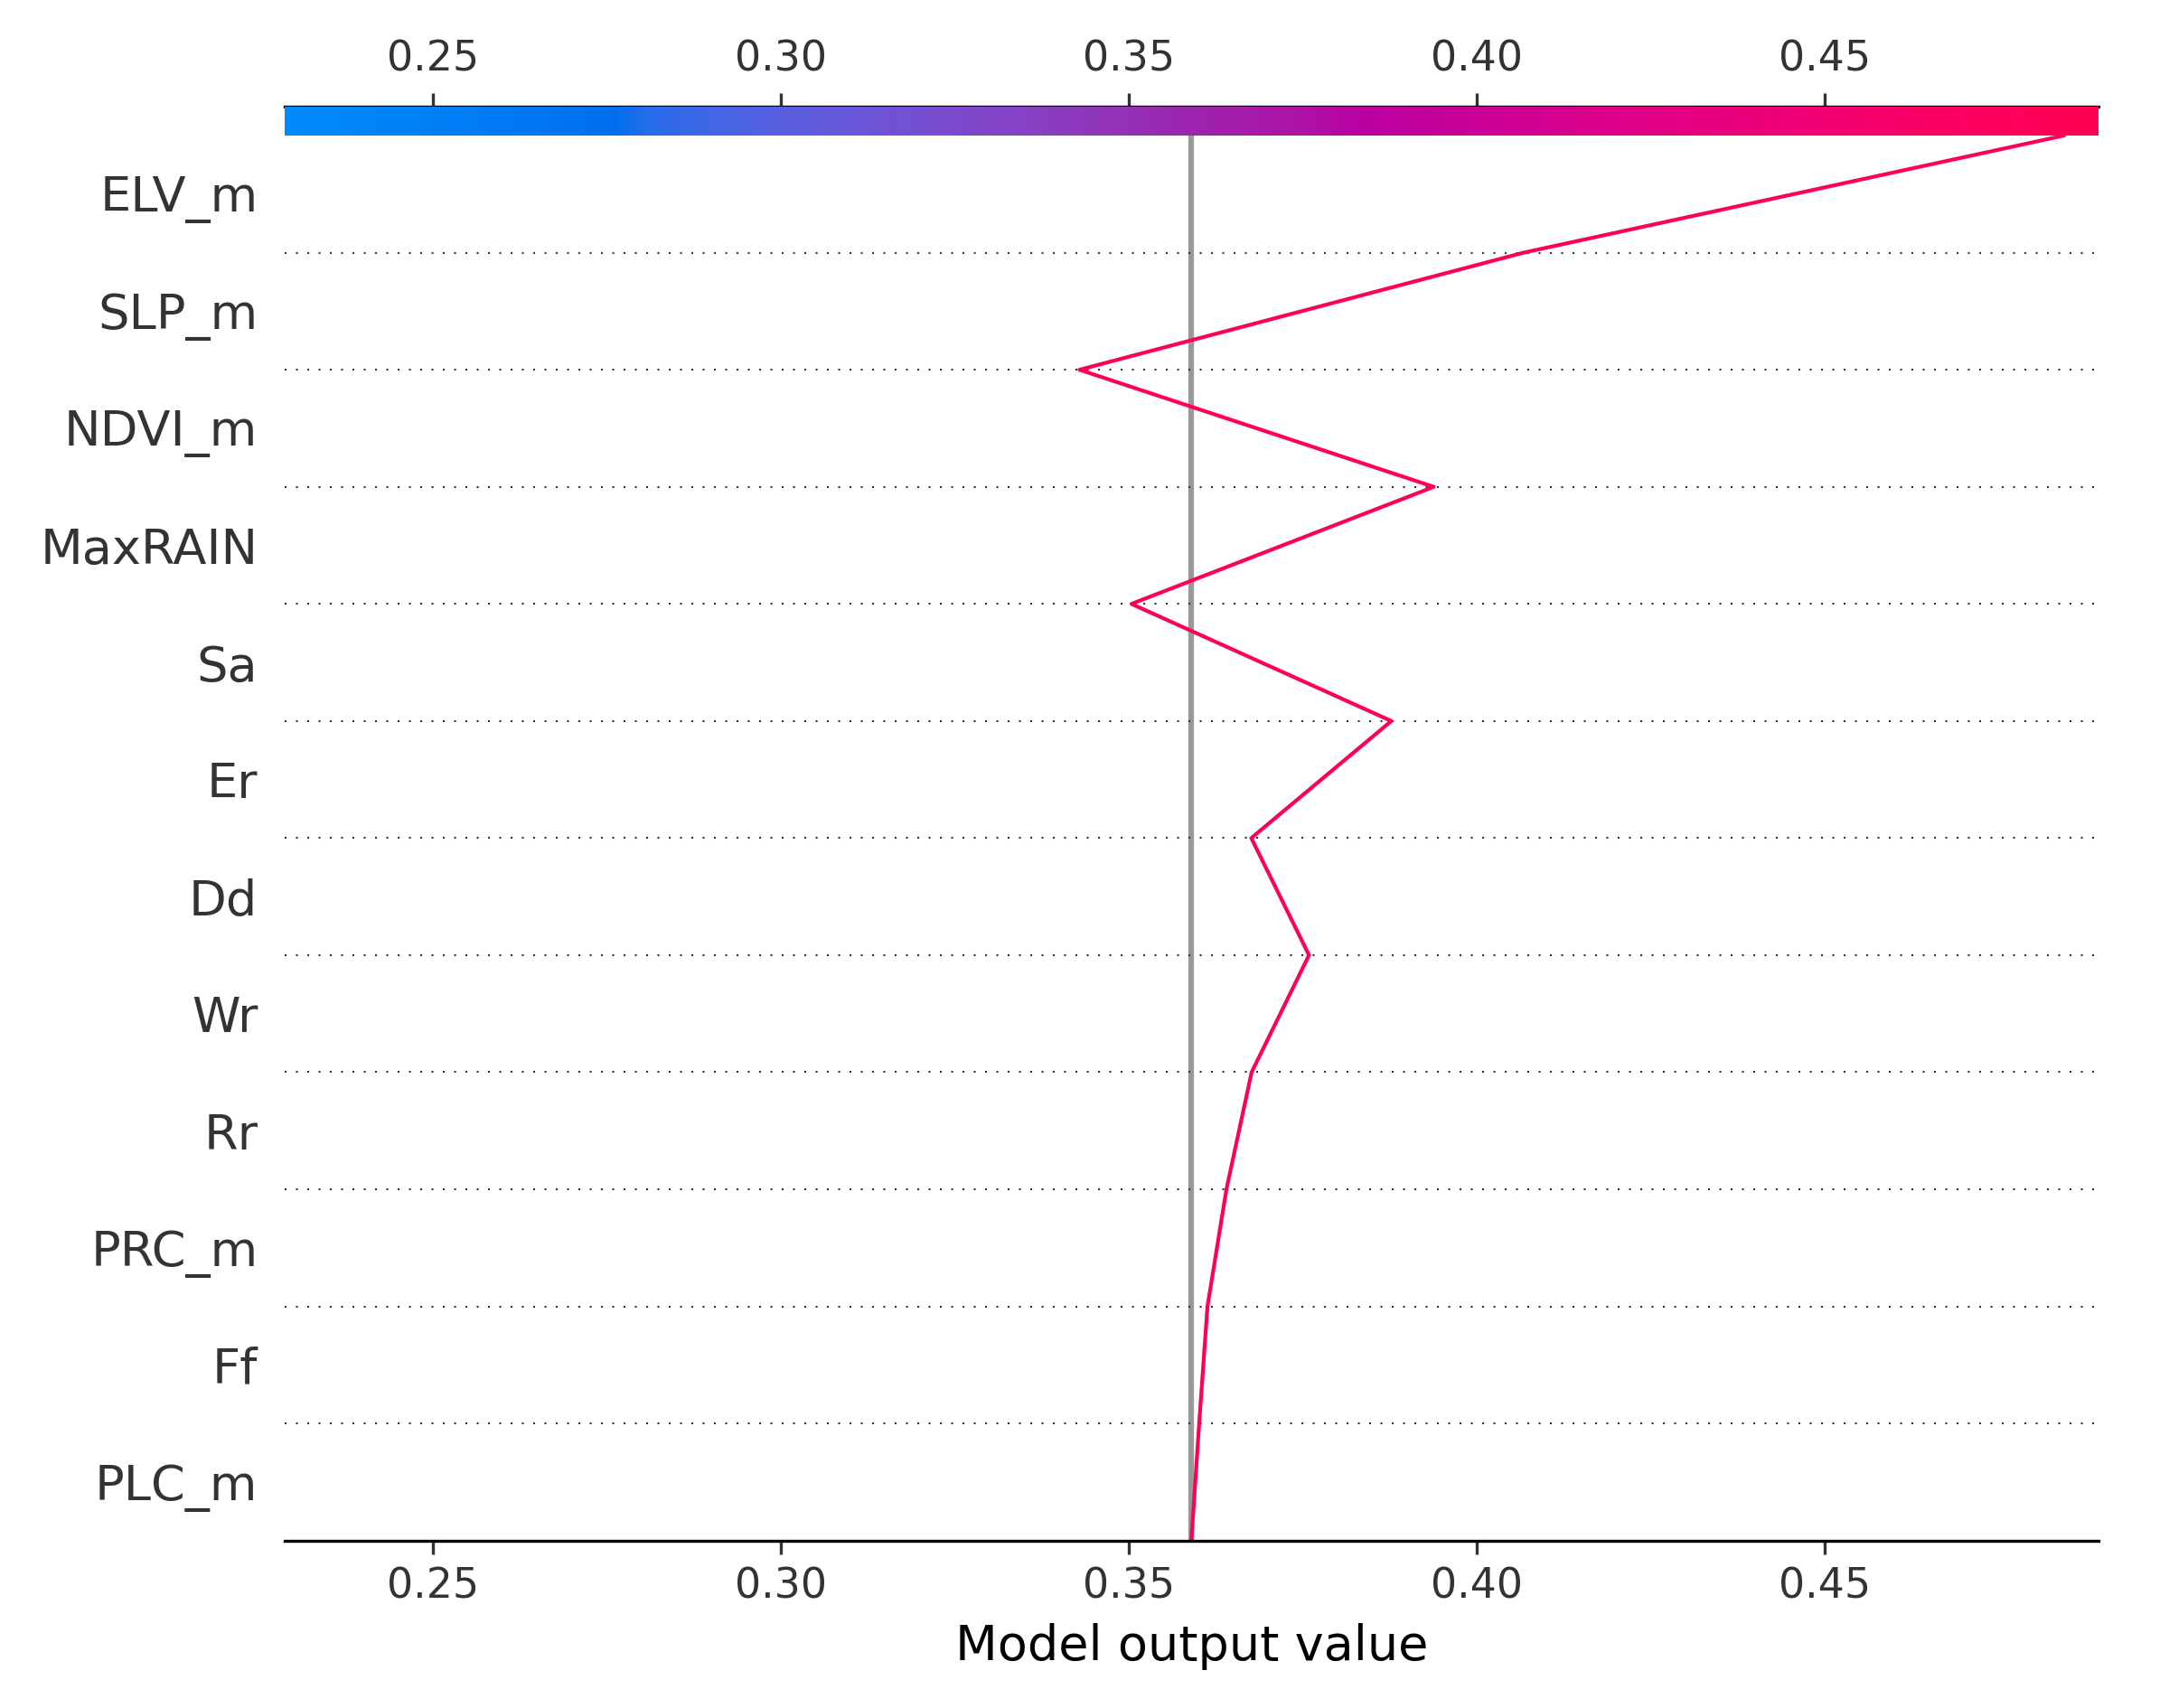 0.25 0.30 0.35 0.40 0.45
ELV_m
SLP_m
NDVI_m
MaxRAIN
Sa
Er
Dd
Wr
Rr
PRC_m
Ff
PLC_m
0.25 0.30 0.35 0.40 0.45
Model output value